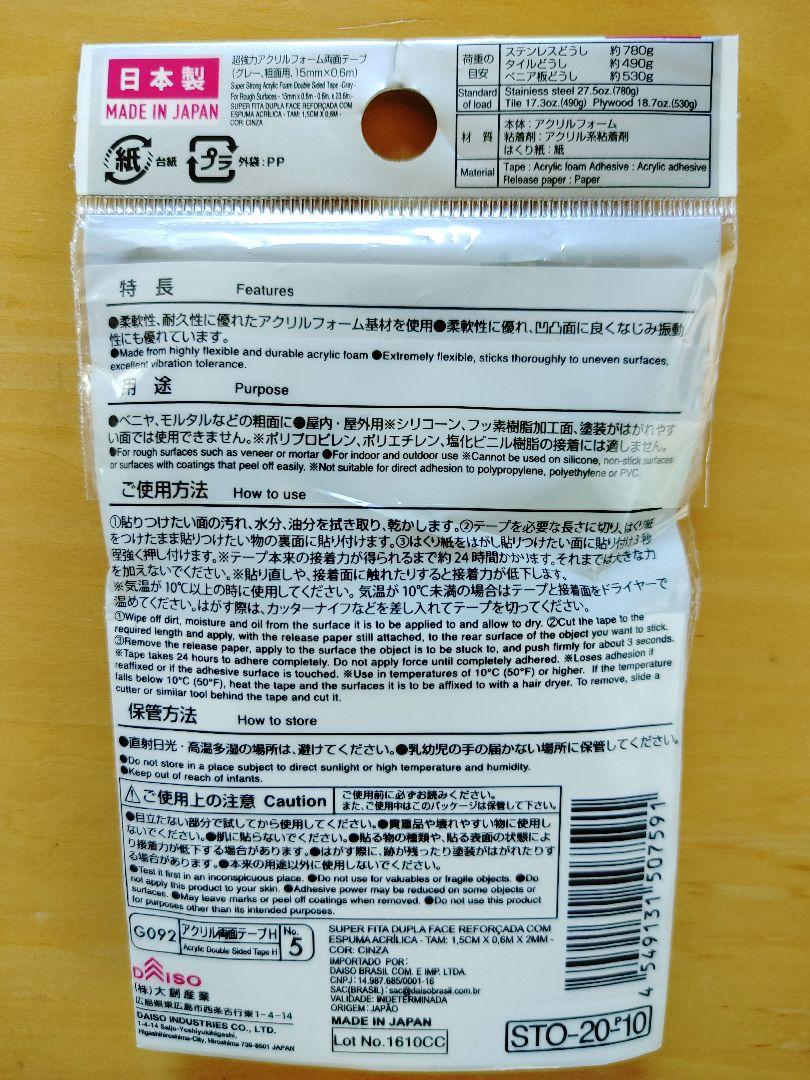 日本製
MADE IN JAPAN
超強力アクリルフォーム両面テープ
(グレー、粗面用、15mm×0.6m)
Super Strong Acrylic Foam Double Sided Tape -Gray-
For Rough Surfaces - 15mm x 0.6m - 0.6in. x 23.6in.-
SUPER FITA DUPLA FACE REFORÇADA COM
ESPUMA ACRÍLICA - TAM: 1,5CM X 0,6M -
COR: CINZA
紙 台紙 プラ 外袋:PP
荷重の目安
ステンレスどうし 約780g
タイルどうし 約490g
ベニア板どうし 約530g
Standard of load
Stainless steel 27.5oz.(780g)
Tile 17.3oz.(490g) Plywood 18.7oz.(530g)
材質
本体:アクリルフォーム
粘着剤:アクリル系粘着剤
はくり紙:紙
Material
Tape : Acrylic foam Adhesive : Acrylic adhesive
Release paper : Paper
特長 Features
●柔軟性、耐久性に優れたアクリルフォーム基材を使用●柔軟性に優れ、凹凸面に良くなじみ振動
性にも優れています。
●Made from highly flexible and durable acrylic foam ●Extremely flexible, sticks thoroughly to uneven surfaces,
excellent vibration tolerance.
用途 Purpose
●ベニヤ、モルタルなどの粗面に●屋内・屋外用※シリコーン、フッ素樹脂加工面、塗装がはがれやす
い面では使用できません。※ポリプロピレン、ポリエチレン、塩化ビニル樹脂の接着には適しません。
●For rough surfaces such as veneer or mortar ●For indoor and outdoor use ※Cannot be used on silicone, non-stick surfaces
or surfaces with coatings that peel off easily. ※Not suitable for direct adhesion to polypropylene, polyethylene or PVC.
ご使用方法 How to use
①貼りつけたい面の汚れ、水分、油分を拭き取り、乾かします。②テープを必要な長さに切り、はくり紙
をつけたまま貼りつけたい物の裏面に貼り付けます。③はくり紙をはがし貼りつけたい面に貼り付け3秒
程強く押し付けます。※テープ本来の接着力が得られるまで約24時間かかります。それまでは大きな力
を加えないでください。※貼り直しや、接着面に触れたりすると接着力が低下します。
※気温が10℃以上の時に使用してください。気温が10℃未満の場合はテープと接着面をドライヤーで
温めてください。はがす際は、カッターナイフなどを差し入れてテープを切ってください。
①Wipe off dirt, moisture and oil from the surface it is to be applied to and allow to dry. ②Cut the tape to the
required length and apply, with the release paper still attached, to the rear surface of the object you want to stick.
③Remove the release paper, apply to the surface the object is to be stuck to, and push firmly for about 3 seconds.
※Tape takes 24 hours to adhere completely. Do not apply force until completely adhered. ※Loses adhesion if
reaffixed or if the adhesive surface is touched. ※Use in temperatures of 10°C (50°F) or higher. If the temperature
falls below 10°C (50°F), heat the tape and the surfaces it is to be affixed to with a hair dryer. To remove, slide a
cutter or similar tool behind the tape and cut it.
保管方法 How to store
●直射日光・高温多湿の場所は、避けてください。●乳幼児の手の届かない場所に保管してください。
●Do not store in a place subject to direct sunlight or high temperature and humidity.
●Keep out of reach of infants.
⚠ご使用上の注意 Caution
ご使用前に必ずお読みください。
また、ご使用中はこのパッケージは保管して下さい。
●目立たない部分で試してから使用してください。●貴重品や壊れやすい物に使用し
ないでください。●肌に貼らないでください。●貼る物の種類や、貼る表面の状態によ
り接着力が低下する場合があります。●はがす際に、跡が残ったり塗装がはがれたりす
る場合があります。●本来の用途以外に使用しないでください。
●Test it first in an inconspicuous place. ●Do not use for valuables or fragile objects. ●Do
not apply this product to your skin. ●Adhesive power may be reduced on some objects or
surfaces. ●May leave marks or peel off coatings when removed. ●Do not use this product
for purposes other than its intended purposes.
G092
アクリル両面テープH
Acrylic Double Sided Tape H
No. 5
DAISO
(株)大創産業
広島県東広島市西条吉行東1-4-14
DAISO INDUSTRIES CO., LTD.
1-4-14 Saijo-Yoshiyukihigashi,
Higashihiroshima-City, Hiroshima 739-8501 JAPAN
SUPER FITA DUPLA FACE REFORÇADA COM
ESPUMA ACRÍLICA - TAM: 1,5CM X 0,6M X 2MM -
COR: CINZA
IMPORTADO POR:
DAISO BRASIL COM. E IMP. LTDA.
CNPJ: 14.987.685/0001-16
SAC(BRASIL): sac@daisobrasil.com.br
VALIDADE: INDETERMINADA
ORIGEM: JAPÃO
MADE IN JAPAN
Lot No.1610CC
4 549131 507591
STO-20-P10